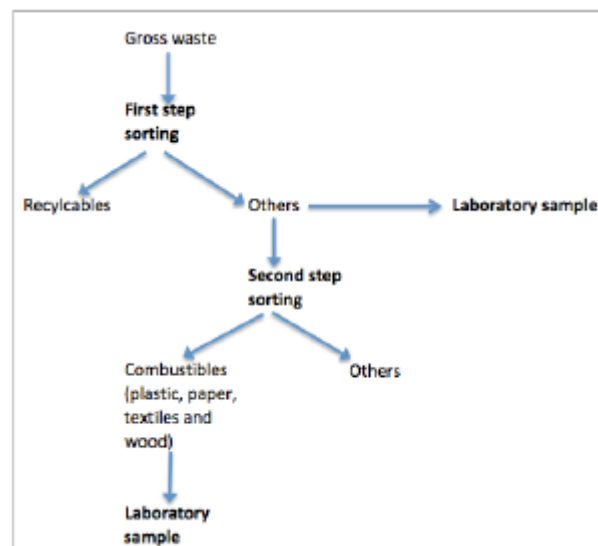 Gross waste
First step
sorting
Recylcables
Others
Laboratory sample
Second step
sorting
Combustibles
(plastic, paper,
textiles and
wood)
Others
Laboratory
sample